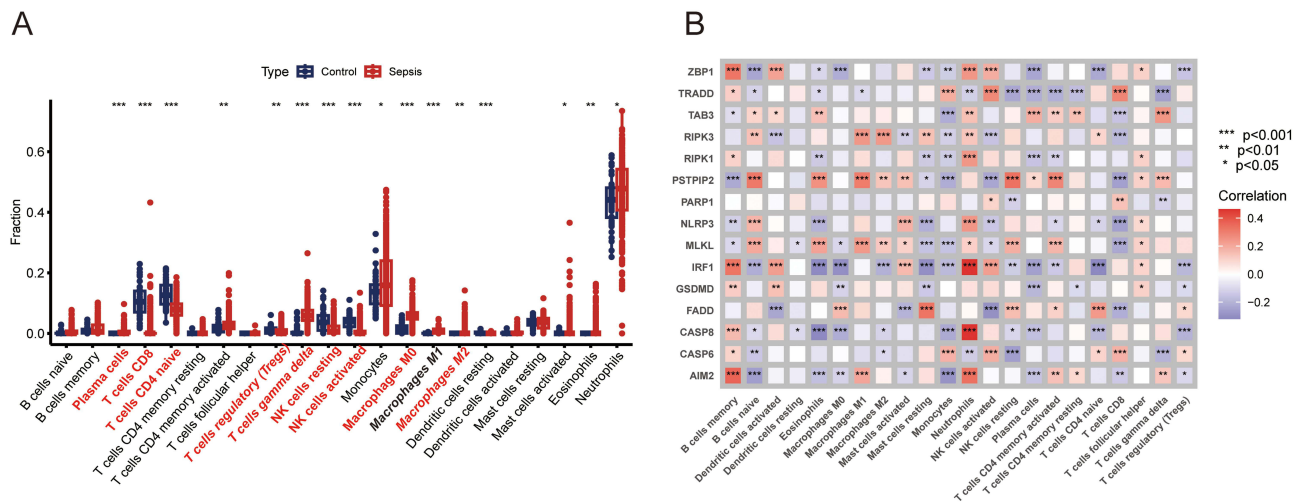 A
Type Control Sepsis
*** *** *** ** ** *** *** *** * *** *** ** *** * ** *
Fraction
0.6
0.4
0.2
0.0
B cells naive
B cells memory
Plasma cells
T cells CD8
T cells CD4 naive
T cells CD4 memory resting
T cells CD4 memory activated
T cells follicular helper
T cells regulatory (Tregs)
T cells gamma delta
NK cells resting
NK cells activated
Monocytes
Macrophages M0
Macrophages M1
Macrophages M2
Dendritic cells resting
Dendritic cells activated
Mast cells resting
Mast cells activated
Eosinophils
Neutrophils
B
ZBP1
TRADD
TAB3
RIPK3
RIPK1
PSTPIP2
PARP1
NLRP3
MLKL
IRF1
GSDMD
FADD
CASP8
CASP6
AIM2
B cells memory
B cells naive
Dendritic cells activated
Dendritic cells resting
Eosinophils
Macrophages M0
Macrophages M1
Macrophages M2
Mast cells activated
Mast cells resting
Monocytes
Neutrophils
NK cells activated
NK cells resting
Plasma cells
T cells CD4 memory activated
T cells CD4 memory resting
T cells CD4 naive
T cells CD8
T cells follicular helper
T cells gamma delta
T cells regulatory (Tregs)
*** p<0.001
** p<0.01
* p<0.05
Correlation
0.4
0.2
0.0
−0.2